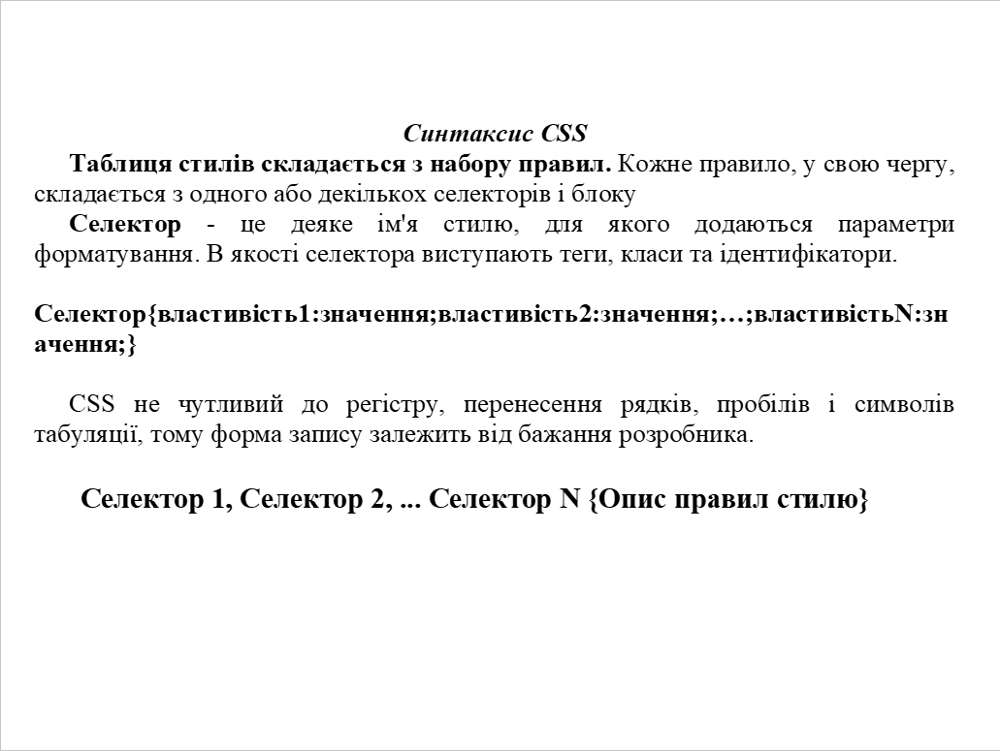 Синтаксис CSS
Таблиця стилів складається з набору правил. Кожне правило, у свою чергу,
складається з одного або декількох селекторів і блоку
Селектор - це деяке ім'я стилю, для якого додаються параметри
форматування. В якості селектора виступають теги, класи та ідентифікатори.
Селектор{властивість1:значення;властивість2:значення;…;властивістьN:зн
ачення;}
CSS не чутливий до регістру, перенесення рядків, пробілів і символів
табуляції, тому форма запису залежить від бажання розробника.
Селектор 1, Селектор 2, ... Селектор N {Опис правил стилю}